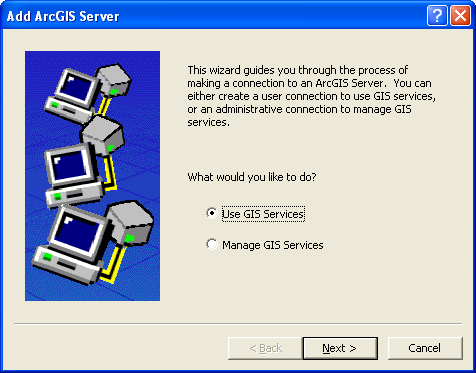 Add ArcGIS Server
?
This wizard guides you through the process of
making a connection to an ArcGIS Server. You can
either create a user connection to use GIS services,
or an administrative connection to manage GIS
services.
What would you like to do?
Use GIS Services
Manage GIS Services
< Back Next > Cancel